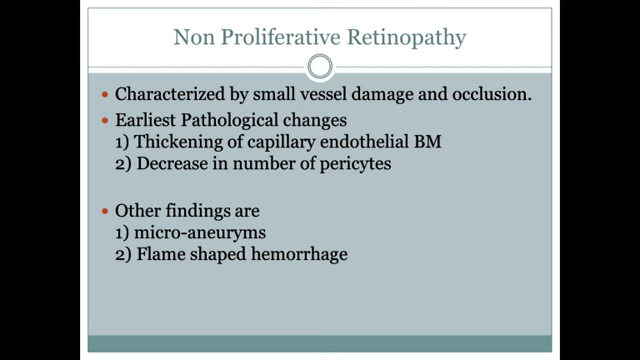 Non Proliferative Retinopathy
• Characterized by small vessel damage and occlusion.
• Earliest Pathological changes
1) Thickening of capillary endothelial BM
2) Decrease in number of pericytes
• Other findings are
1) micro-aneuryms
2) Flame shaped hemorrhage